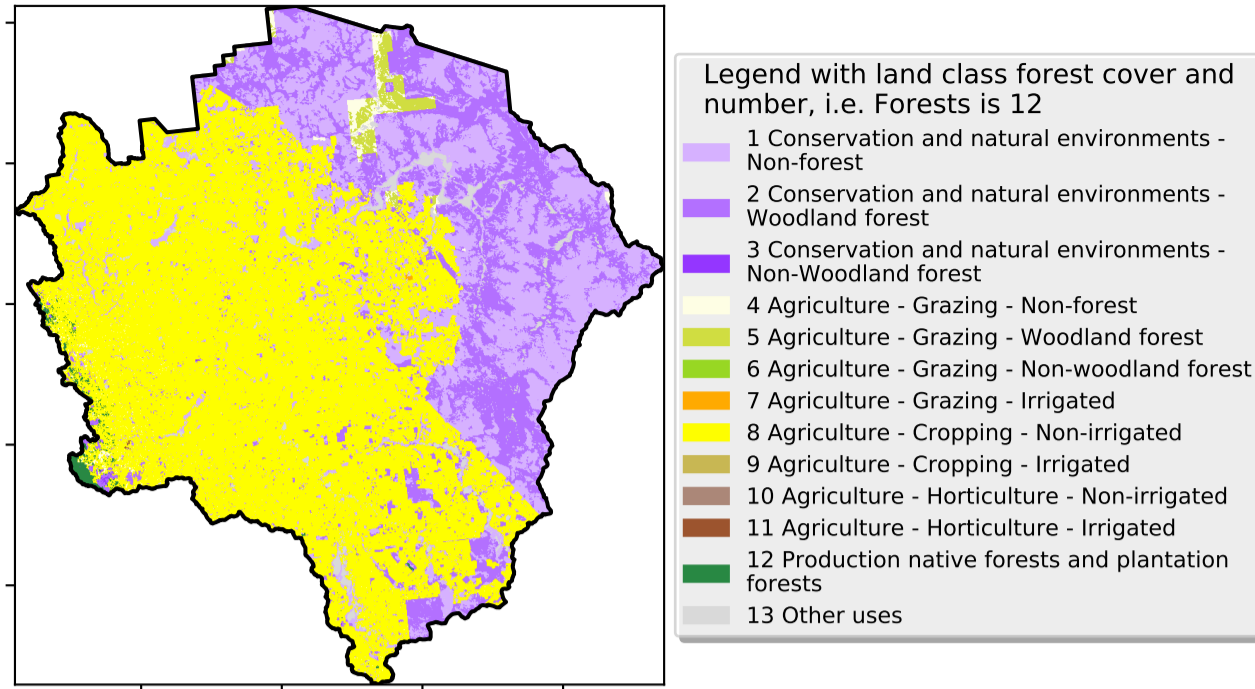 Legend with land class forest cover and
number, i.e. Forests is 12
1 Conservation and natural environments -
Non-forest
2 Conservation and natural environments -
Woodland forest
3 Conservation and natural environments -
Non-Woodland forest
4 Agriculture - Grazing - Non-forest
5 Agriculture - Grazing - Woodland forest
6 Agriculture - Grazing - Non-woodland forest
7 Agriculture - Grazing - Irrigated
8 Agriculture - Cropping - Non-irrigated
9 Agriculture - Cropping - Irrigated
10 Agriculture - Horticulture - Non-irrigated
11 Agriculture - Horticulture - Irrigated
12 Production native forests and plantation
forests
13 Other uses